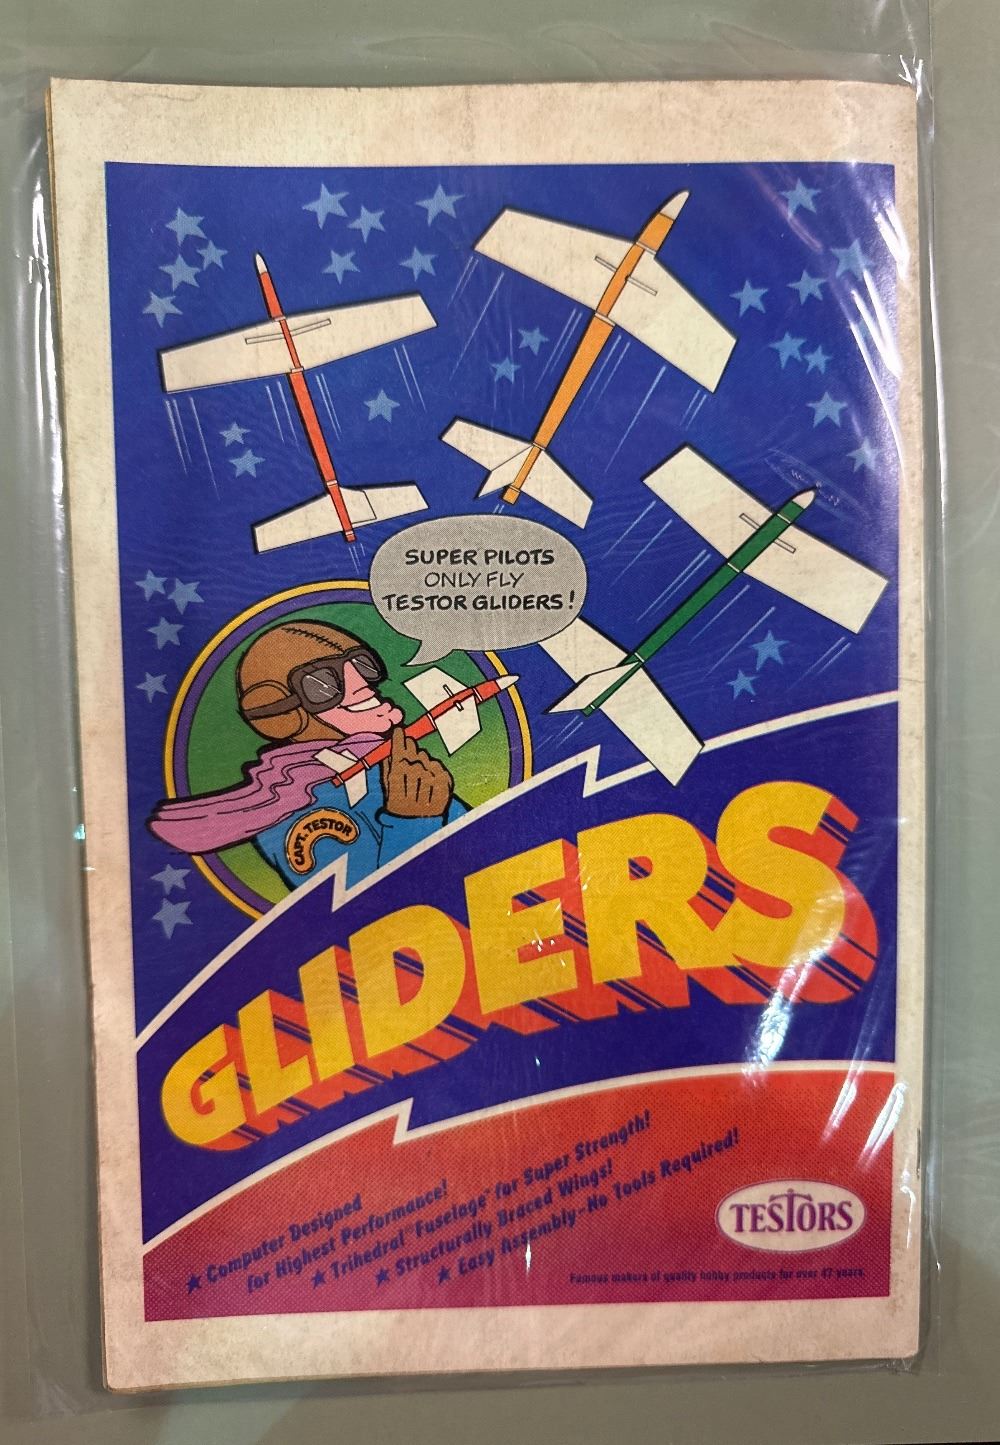 SUPER PILOTS
ONLY FLY
TESTOR GLIDERS!
CAPT. TESTOR
GLIDERS
★ Computer Designed
for Highest Performance!
★ Trihedral™ Fuselage for Super Strength!
★ Structurally Braced Wings!
★ Easy Assembly-No Tools Required!
TESTORS
Famous makers of quality hobby products for over 47 years.